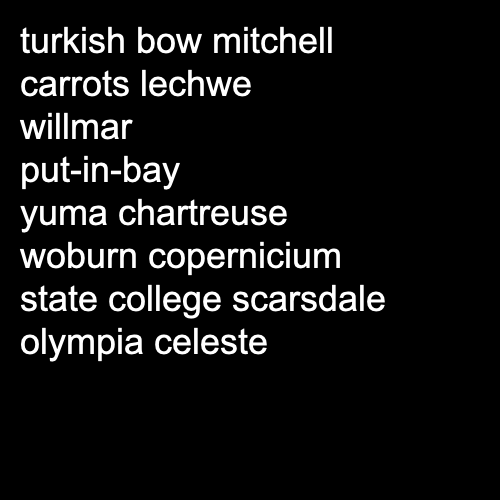 turkish bow mitchell
carrots lechwe
willmar
put-in-bay
yuma chartreuse
woburn copernicium
state college scarsdale
olympia celeste